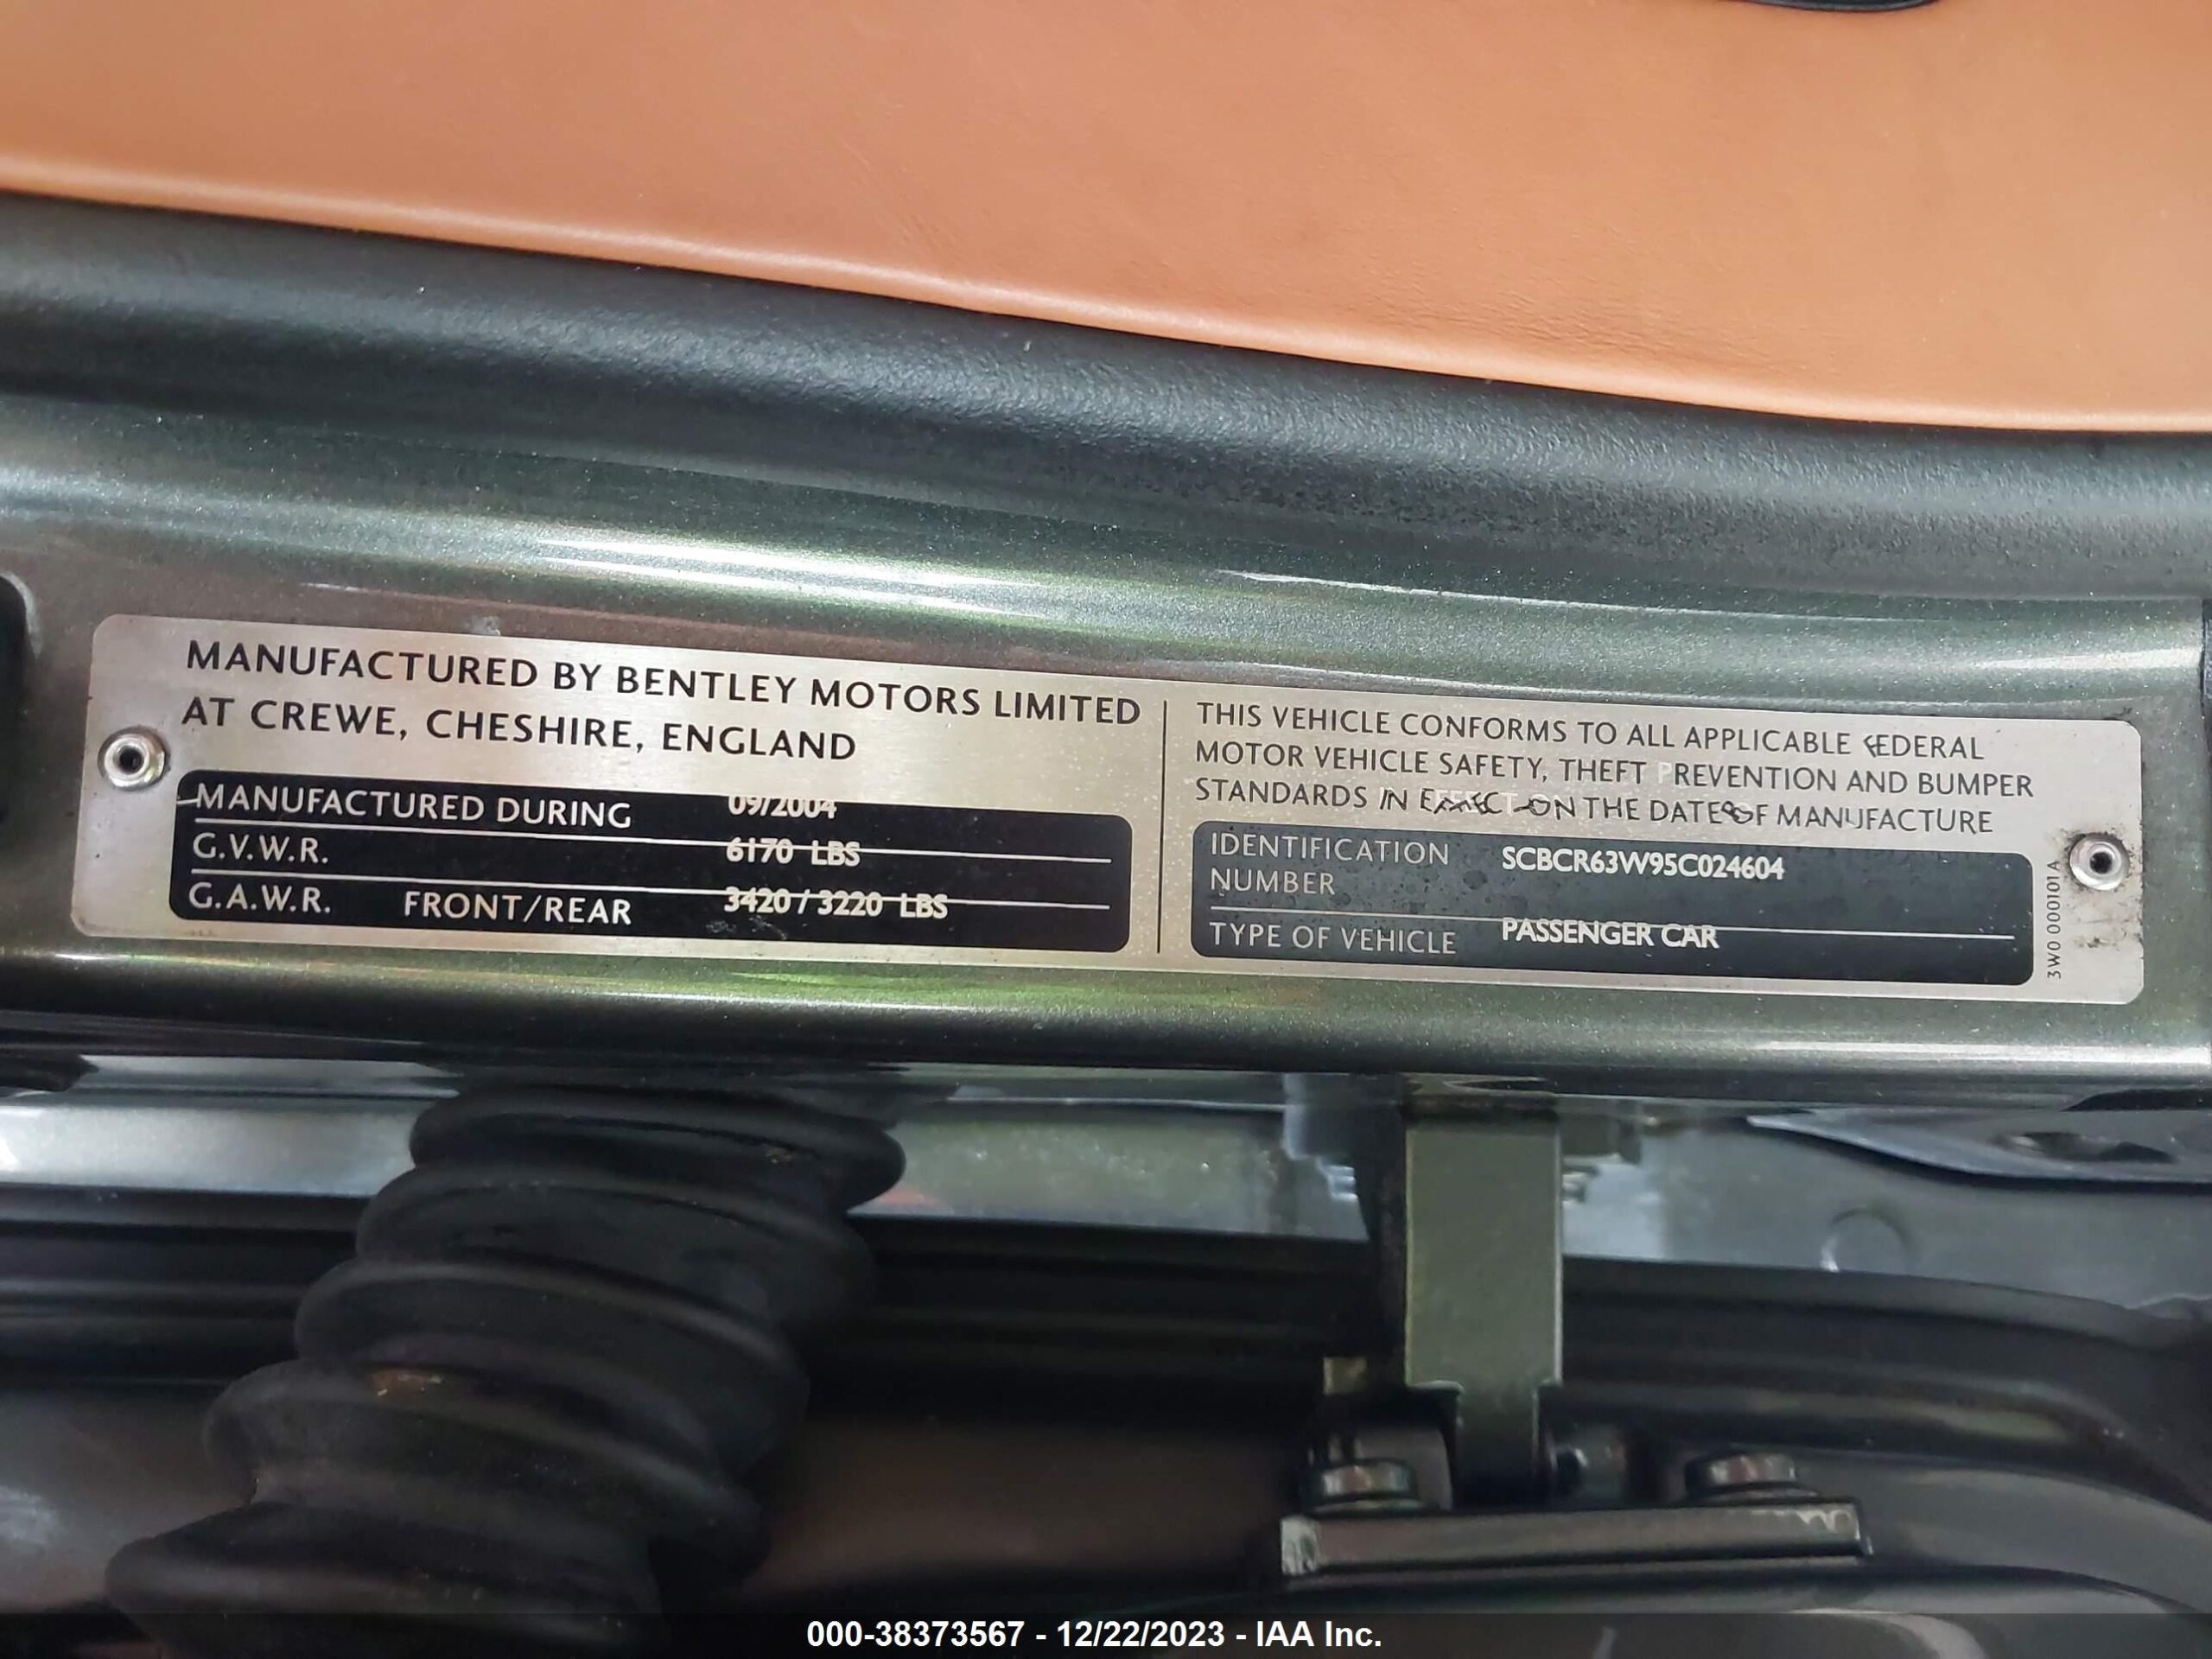 MANUFACTURED BY BENTLEY MOTORS LIMITED
AT CREWE, CHESHIRE, ENGLAND
MANUFACTURED DURING 09/2004
G.V.W.R. 6170 LBS
G.A.W.R. FRONT/REAR 3420 / 3220 LBS
THIS VEHICLE CONFORMS TO ALL APPLICABLE FEDERAL
MOTOR VEHICLE SAFETY, THEFT PREVENTION AND BUMPER
STANDARDS IN EFFECT ON THE DATE OF MANUFACTURE
IDENTIFICATION SCBCR63W95C024604
NUMBER
TYPE OF VEHICLE PASSENGER CAR
3W0 000101 A
000-38373567 - 12/22/2023 - IAA Inc.